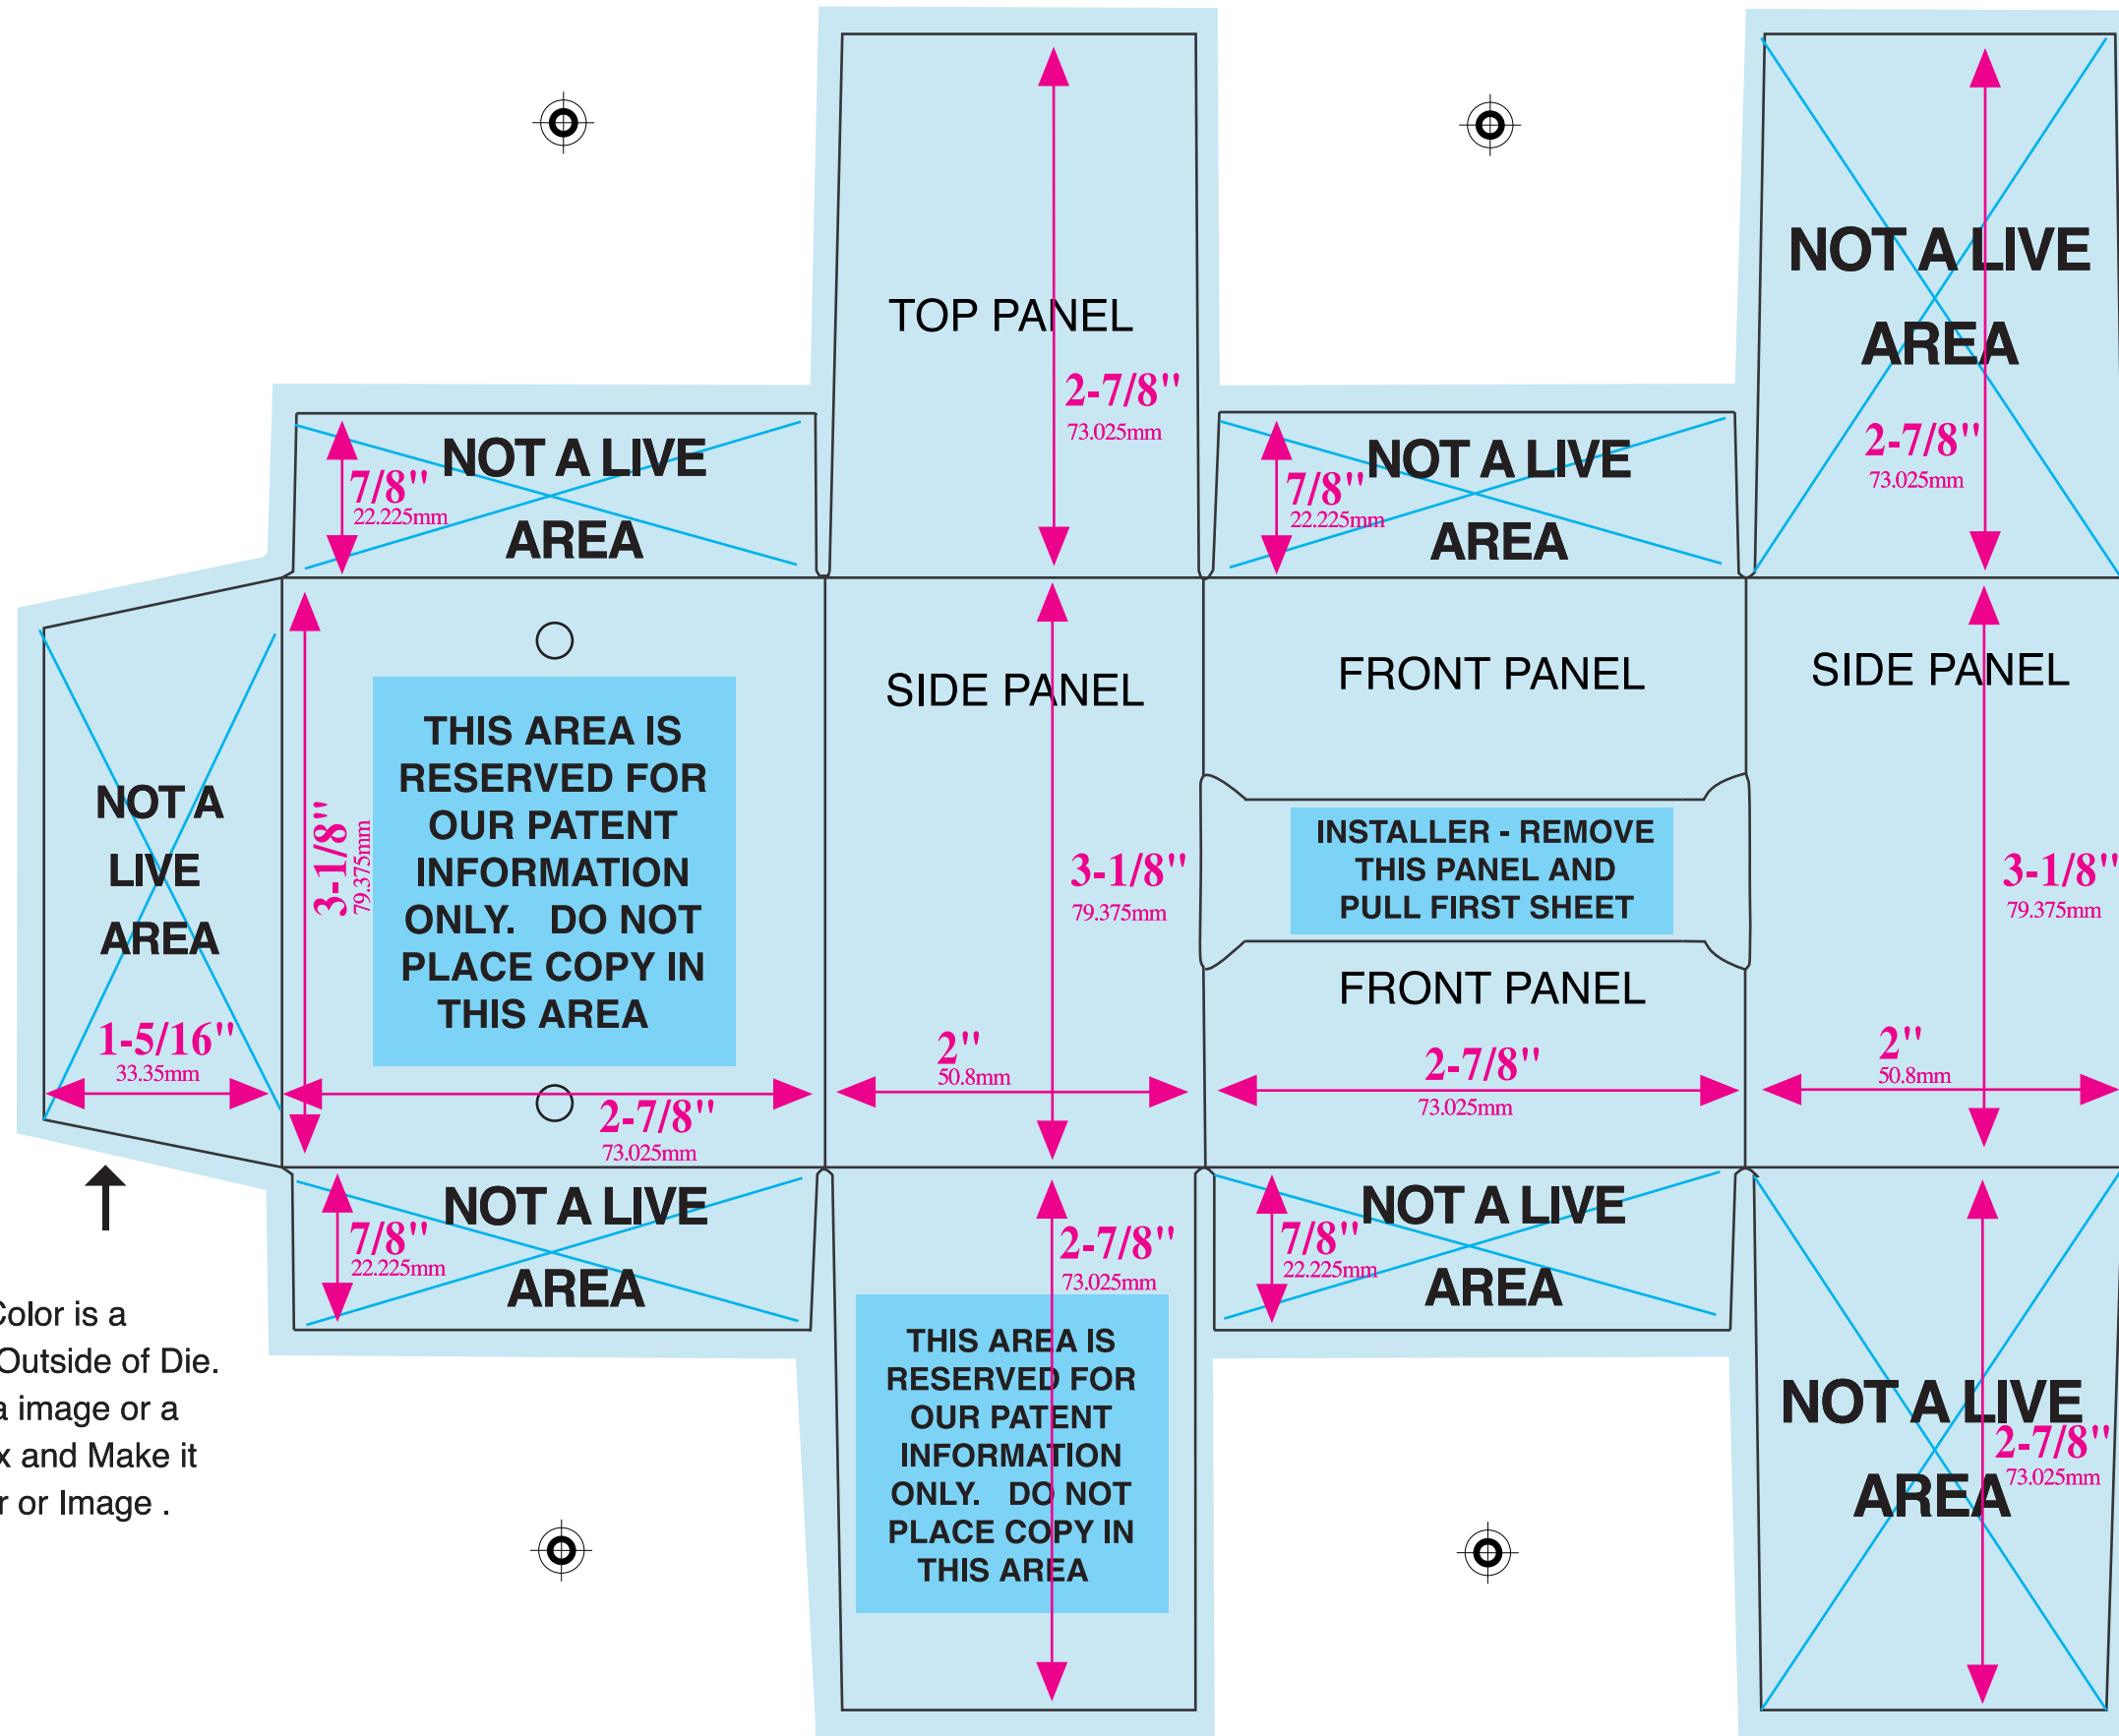 TOP PANEL
2-7/8"
73.025mm
NOT A LIVE
AREA
2-7/8"
73.025mm
NOT A LIVE
AREA
7/8"
22.225mm
NOT A LIVE
AREA
7/8"
22.225mm
NOT A
LIVE
AREA
1-5/16"
33.35mm
3-1/8"
79.375mm
THIS AREA IS
RESERVED FOR
OUR PATENT
INFORMATION
ONLY. DO NOT
PLACE COPY IN
THIS AREA
2-7/8"
73.025mm
SIDE PANEL
3-1/8"
79.375mm
2"
50.8mm
FRONT PANEL
INSTALLER - REMOVE
THIS PANEL AND
PULL FIRST SHEET
FRONT PANEL
2-7/8"
73.025mm
SIDE PANEL
3-1/8"
79.375mm
2"
50.8mm
NOT A LIVE
AREA
7/8"
22.225mm
2-7/8"
73.025mm
THIS AREA IS
RESERVED FOR
OUR PATENT
INFORMATION
ONLY. DO NOT
PLACE COPY IN
THIS AREA
NOT A LIVE
AREA
7/8"
22.225mm
NOT A LIVE
AREA
2-7/8"
73.025mm
Color is a
Outside of Die.
a image or a
x and Make it
r or Image .